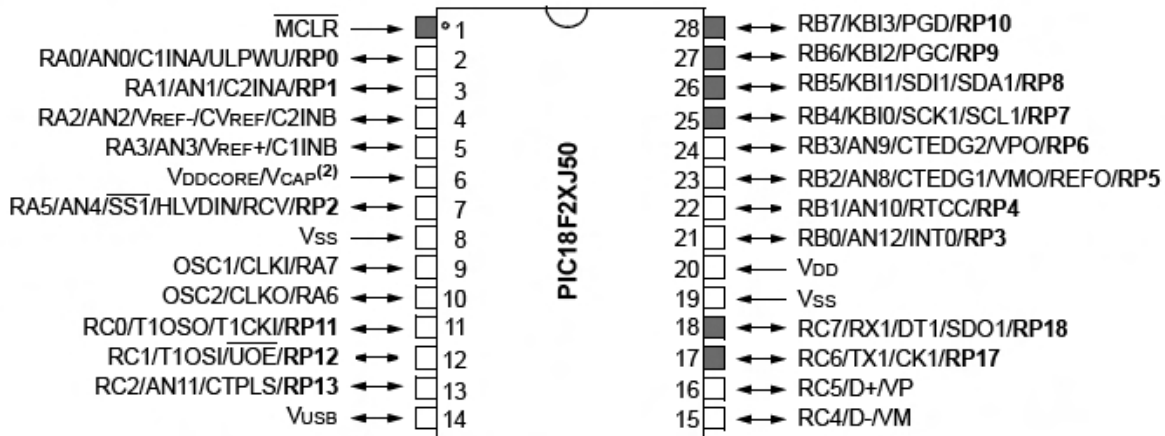 MCLR 1 28 RB7/KBI3/PGD/RP10
RA0/AN0/C1INA/ULPWU/RP0 2 27 RB6/KBI2/PGC/RP9
RA1/AN1/C2INA/RP1 3 26 RB5/KBI1/SDI1/SDA1/RP8
RA2/AN2/VREF-/CVREF/C2INB 4 25 RB4/KBI0/SCK1/SCL1/RP7
RA3/AN3/VREF+/C1INB 5 24 RB3/AN9/CTEDG2/VPO/RP6
VDDCORE/VCAP(2) 6 23 RB2/AN8/CTEDG1/VMO/REFO/RP5
RA5/AN4/SS1/HLVDIN/RCV/RP2 7 22 RB1/AN10/RTCC/RP4
VSS 8 21 RB0/AN12/INT0/RP3
OSC1/CLKI/RA7 9 20 VDD
OSC2/CLKO/RA6 10 19 VSS
RC0/T1OSO/T1CKI/RP11 11 18 RC7/RX1/DT1/SDO1/RP18
RC1/T1OSI/UOE/RP12 12 17 RC6/TX1/CK1/RP17
RC2/AN11/CTPLS/RP13 13 16 RC5/D+/VP
VUSB 14 15 RC4/D-/VM
PIC18F2XJ50